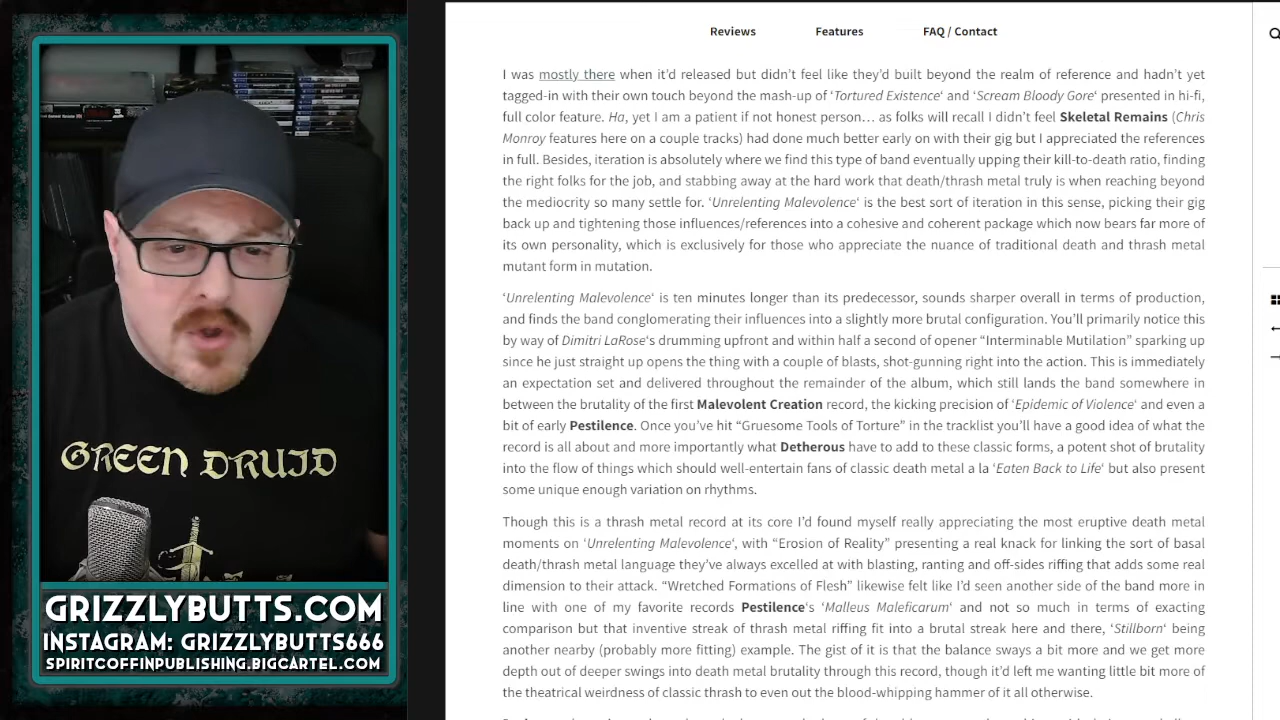 Reviews
Features
FAQ / Contact
I was mostly there when it’d released but didn’t feel like they’d built beyond the realm of reference and hadn’t yet
tagged-in with their own touch beyond the mash-up of ‘Tortured Existence‘ and ‘Scream Bloody Gore‘ presented in hi-fi,
full color feature. Ha, yet I am a patient if not honest person… as folks will recall I didn’t feel Skeletal Remains (Chris
Monroy features here on a couple tracks) had done much better early on with their gig but I appreciated the references
in full. Besides, iteration is absolutely where we find this type of band eventually upping their kill-to-death ratio, finding
the right folks for the job, and stabbing away at the hard work that death/thrash metal truly is when reaching beyond
the mediocrity so many settle for. ‘Unrelenting Malevolence‘ is the best sort of iteration in this sense, picking their gig
back up and tightening those influences/references into a cohesive and coherent package which now bears far more of
its own personality, which is exclusively for those who appreciate the nuance of traditional death and thrash metal
mutant form in mutation.
‘Unrelenting Malevolence‘ is ten minutes longer than its predecessor, sounds sharper overall in terms of production,
and finds the band conglomerating their influences into a slightly more brutal configuration. You’ll primarily notice this
by way of Dimitri LaRose‘s drumming upfront and within half a second of opener “Interminable Mutilation” sparking up
since he just straight up opens the thing with a couple of blasts, shot-gunning right into the action. This is immediately
an expectation set and delivered throughout the remainder of the album, which still lands the band somewhere in
between the brutality of the first Malevolent Creation record, the kicking precision of ‘Epidemic of Violence‘ and even a
bit of early Pestilence. Once you’ve hit “Gruesome Tools of Torture” in the tracklist you’ll have a good idea of what the
record is all about and more importantly what Detherous have to add to these classic forms, a potent shot of brutality
into the flow of things which should well-entertain fans of classic death metal a la ‘Eaten Back to Life‘ but also present
some unique enough variation on rhythms.
Though this is a thrash metal record at its core I’d found myself really appreciating the most eruptive death metal
moments on ‘Unrelenting Malevolence‘, with “Erosion of Reality” presenting a real knack for linking the sort of basal
death/thrash metal language they’ve always excelled at with blasting, ranting and off-sides riffing that adds some real
dimension to their attack. “Wretched Formations of Flesh” likewise felt like I’d seen another side of the band more in
line with one of my favorite records Pestilence‘s ‘Malleus Maleficarum‘ and not so much in terms of exacting
comparison but that inventive streak of thrash metal riffing fit into a brutal streak here and there, ‘Stillborn‘ being
another nearby (probably more fitting) example. The gist of it is that the balance sways a bit more and we get more
depth out of deeper swings into death metal brutality through this record, though it’d left me wanting little bit more of
the theatrical weirdness of classic thrash to even out the blood-whipping hammer of it all otherwise.
GREEN DRUID
GRIZZLYBUTTS.COM
INSTAGRAM: GRIZZLYBUTTS666
SPIRITCOFFINPUBLISHING.BIGCARTEL.COM